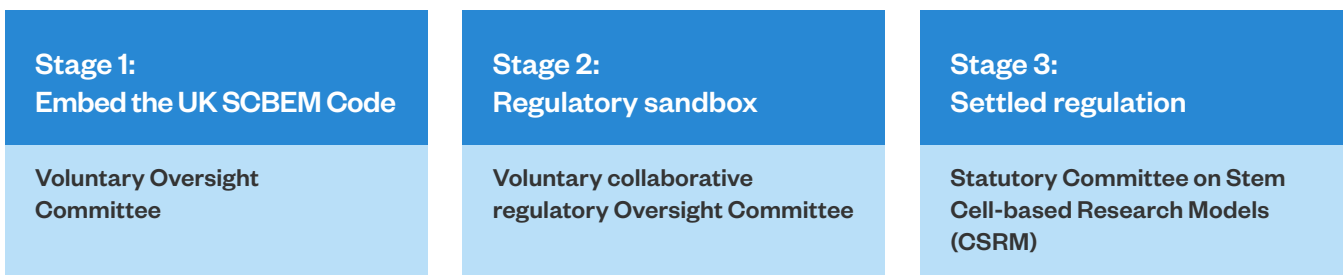 Stage 1:
Embed the UK SCBEM Code
Voluntary Oversight
Committee
Stage 2:
Regulatory sandbox
Voluntary collaborative
regulatory Oversight Committee
Stage 3:
Settled regulation
Statutory Committee on Stem
Cell-based Research Models
(CSRM)